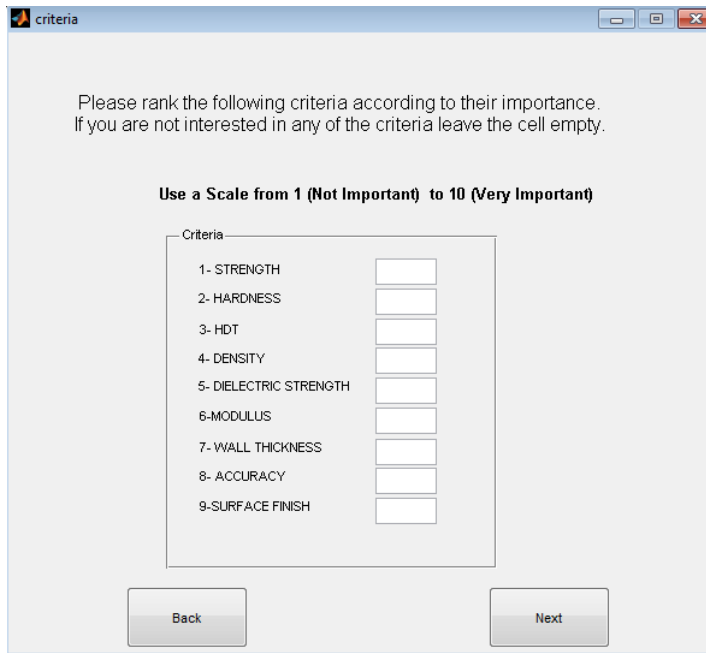 criteria
Please rank the following criteria according to their importance.
If you are not interested in any of the criteria leave the cell empty.
Use a Scale from 1 (Not Important)  to 10 (Very Important)
Criteria
1- STRENGTH
2- HARDNESS
3- HDT
4- DENSITY
5- DIELECTRIC STRENGTH
6-MODULUS
7- WALL THICKNESS
8- ACCURACY
9-SURFACE FINISH
Back
Next